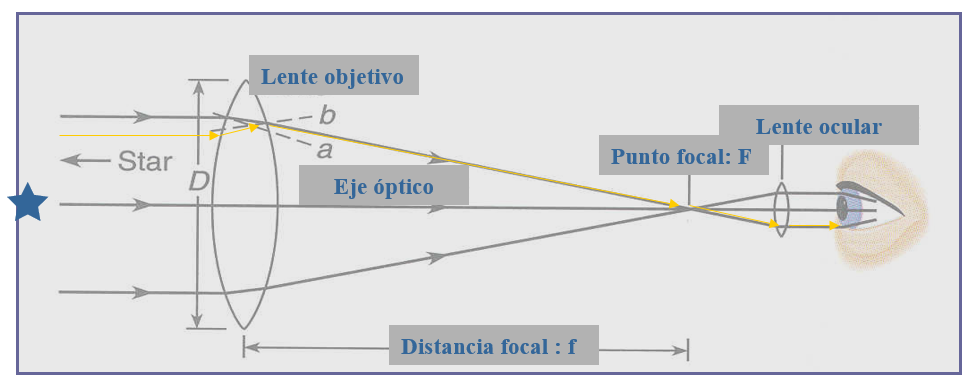 Lente objetivo
b
Lente ocular
a
Punto focal: F
Star
D
Eje óptico
Distancia focal : f